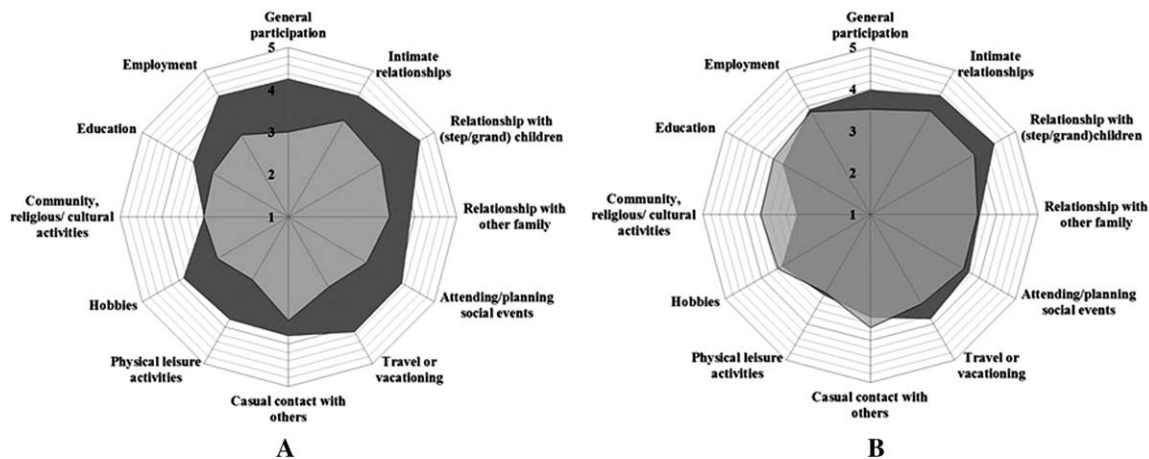 General
participation
Intimate
relationships
Relationship with
(step/grand) children
Relationship with
other family
Attending/planning
social events
Travel or
vacationing
Casual contact with
others
Physical leisure
activities
Hobbies
Community,
religious/ cultural
activities
Education
Employment
5
4
3
2
1
A
General
participation
Intimate
relationships
Relationship with
(step/grand)children
Relationship with
other family
Attending/planning
social events
Travel or
vacationing
Casual contact with
others
Physical leisure
activities
Hobbies
Community,
religious/ cultural
activities
Education
Employment
5
4
3
2
1
B